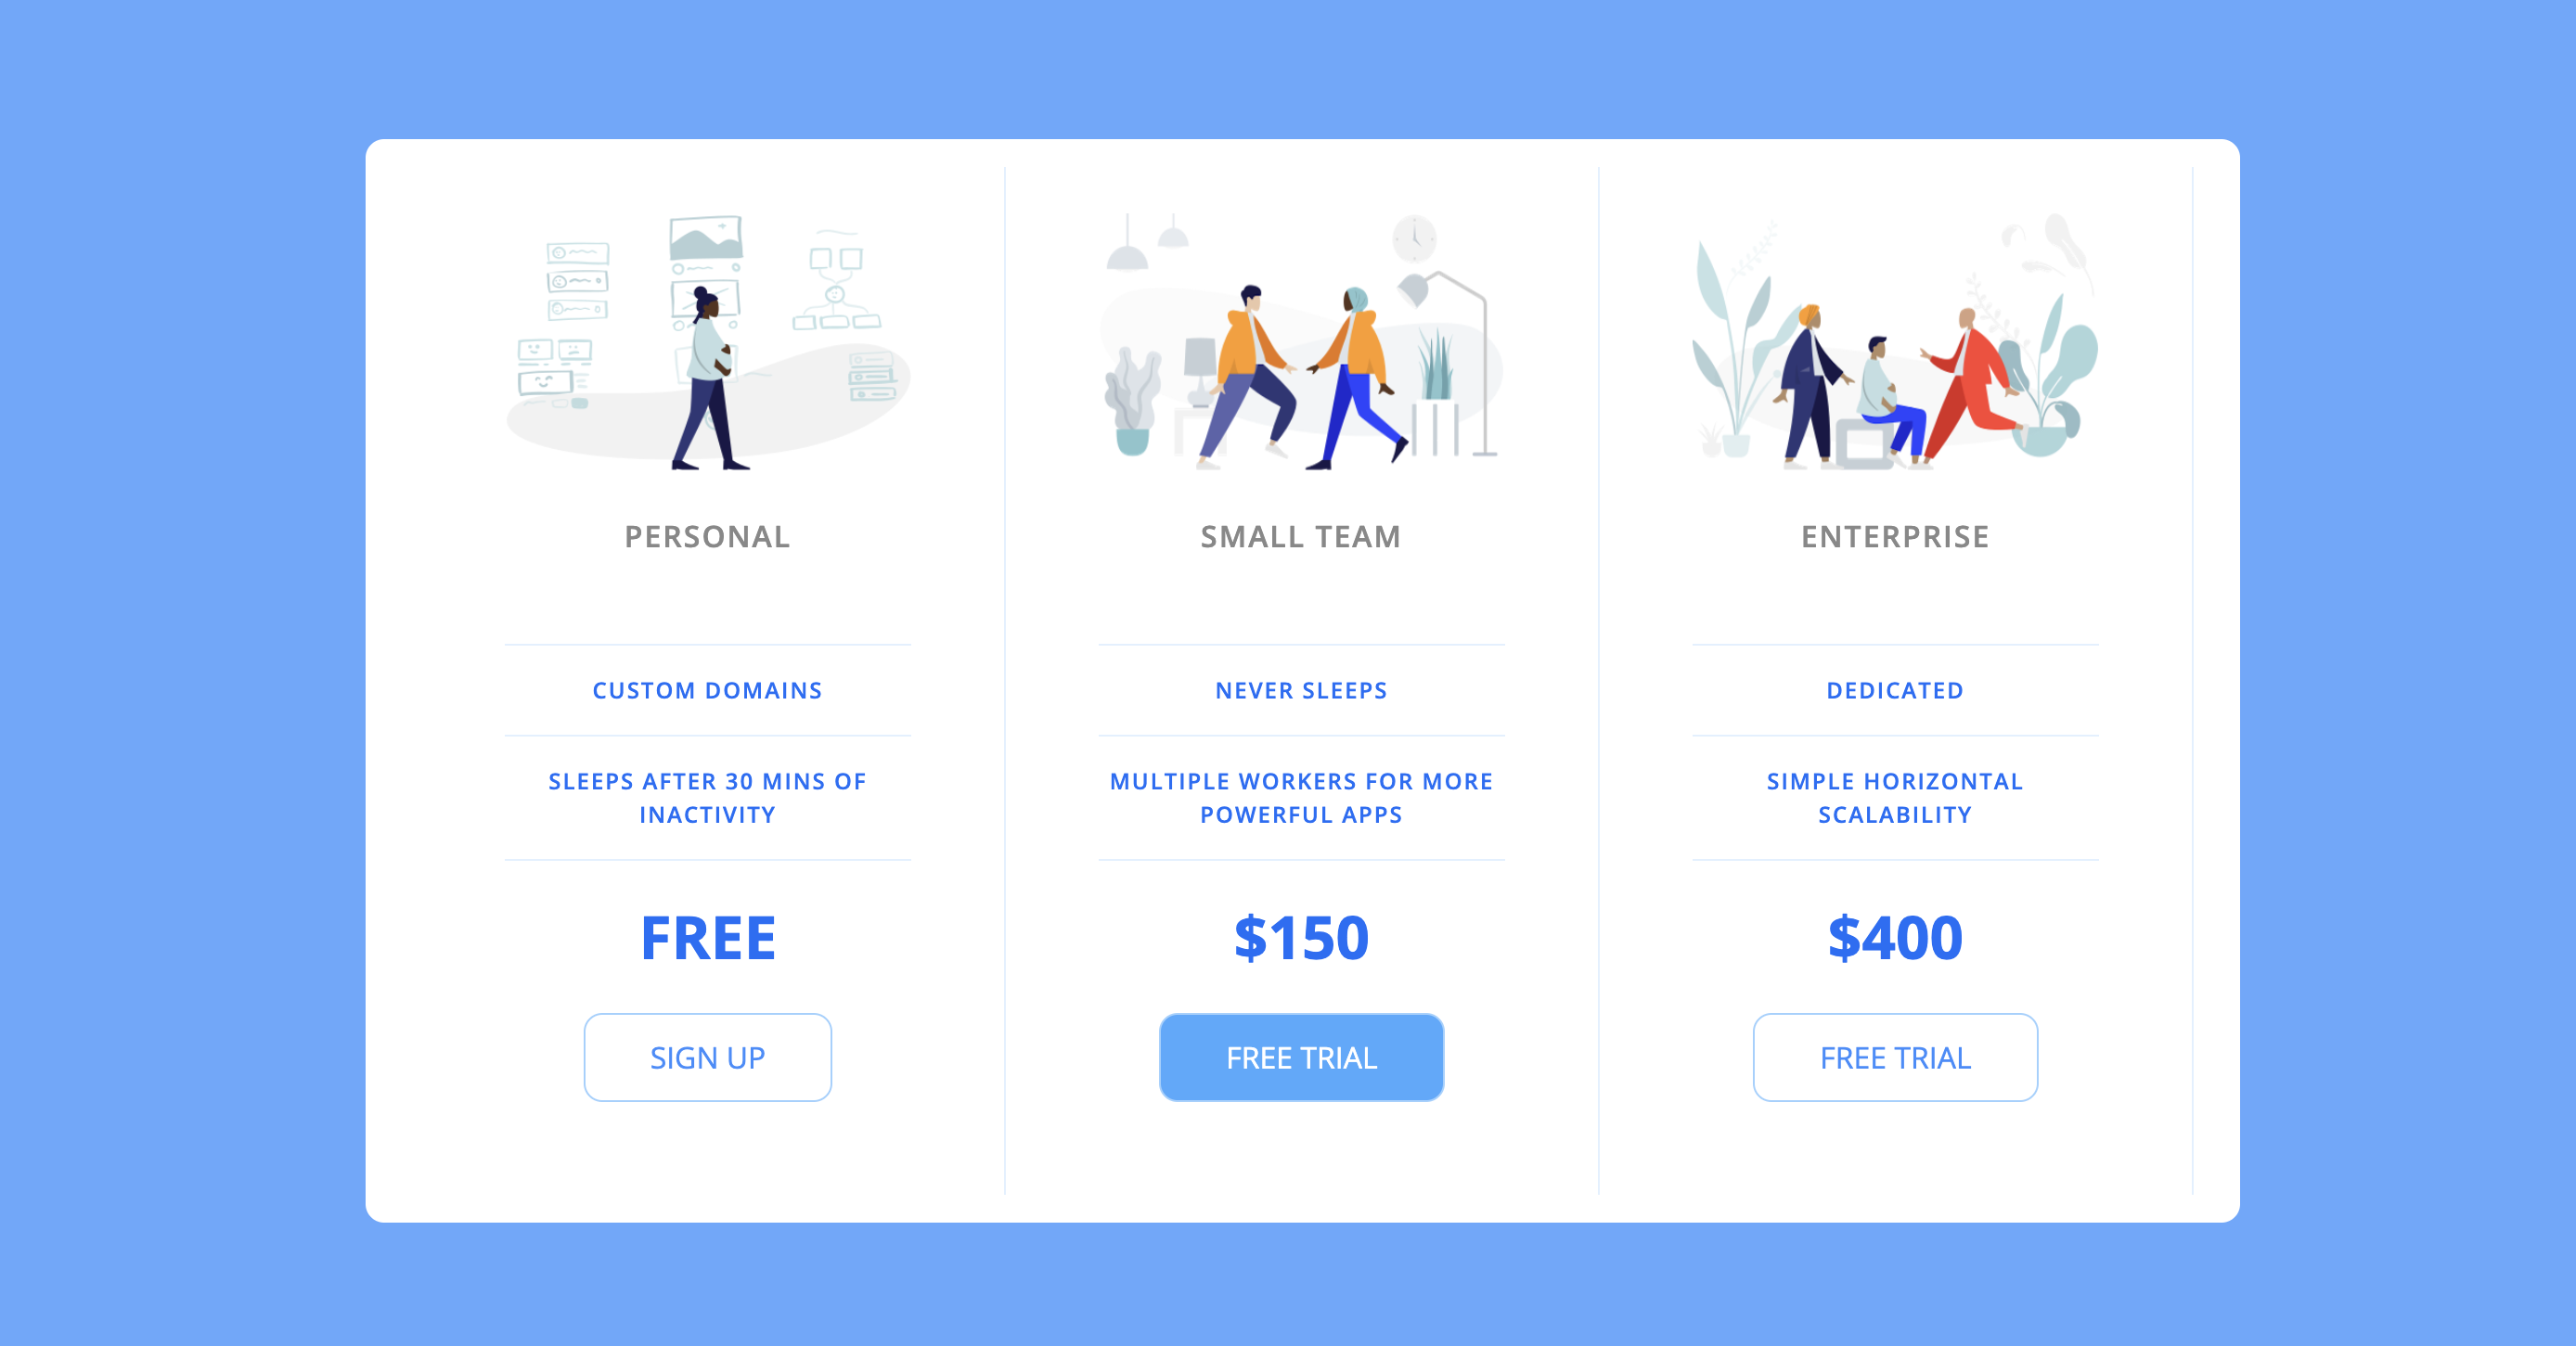 PERSONAL
CUSTOM DOMAINS
SLEEPS AFTER 30 MINS OF
INACTIVITY
FREE
SIGN UP
SMALL TEAM
NEVER SLEEPS
MULTIPLE WORKERS FOR MORE
POWERFUL APPS
$150
FREE TRIAL
ENTERPRISE
DEDICATED
SIMPLE HORIZONTAL
SCALABILITY
$400
FREE TRIAL